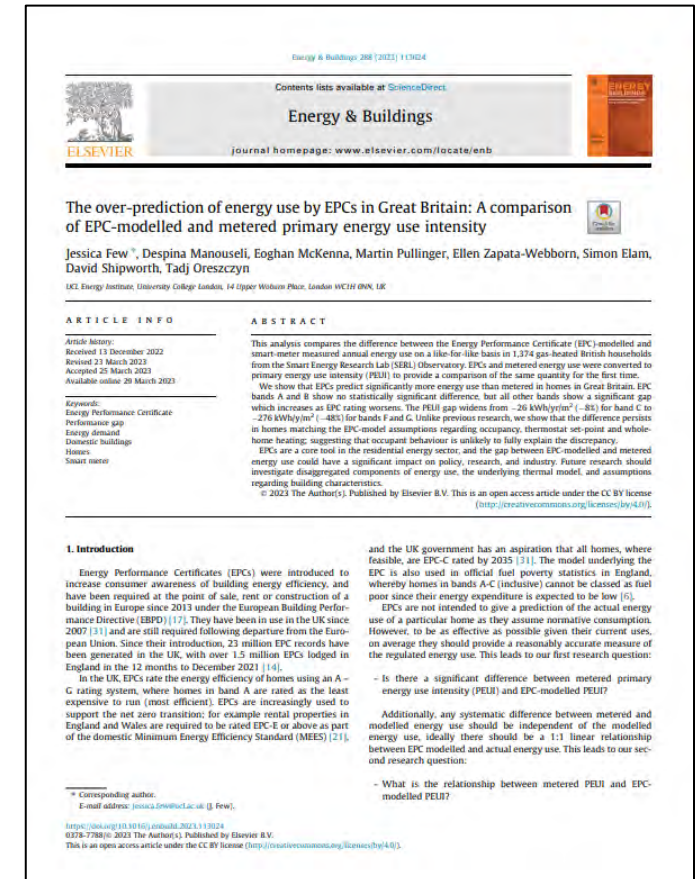 Energy & Buildings 288 (2023) 113024
Contents lists available at ScienceDirect
Energy & Buildings
journal homepage: www.elsevier.com/locate/enb
ELSEVIER
ENERGY
BUILDINGS
The over-prediction of energy use by EPCs in Great Britain: A comparison
of EPC-modelled and metered primary energy use intensity
Jessica Few *, Despina Manouseli, Eoghan McKenna, Martin Pullinger, Ellen Zapata-Webborn, Simon Elam,
David Shipworth, Tadj Oreszczyn
UCL Energy Institute, University College London, 14 Upper Woburn Place, London WC1H 0NN, UK
ARTICLE INFO
Article history:
Received 13 December 2022
Revised 23 March 2023
Accepted 25 March 2023
Available online 29 March 2023
Keywords:
Energy Performance Certificate
Performance gap
Energy demand
Domestic buildings
Homes
Smart meter
ABSTRACT
This analysis compares the difference between the Energy Performance Certificate (EPC)-modelled and
smart-meter measured annual energy use on a like-for-like basis in 1,374 gas-heated British households
from the Smart Energy Research Lab (SERL) Observatory. EPCs and metered energy use were converted to
primary energy use intensity (PEUI) to provide a comparison of the same quantity for the first time.
We show that EPCs predict significantly more energy use than metered in homes in Great Britain. EPC
bands A and B show no statistically significant difference, but all other bands show a significant gap
which increases as EPC rating worsens. The PEUI gap widens from −26 kWh/yr/m² (−8%) for band C to
−276 kWh/y/m² (−48%) for bands F and G. Unlike previous research, we show that the difference persists
in homes matching the EPC-model assumptions regarding occupancy, thermostat set-point and whole-
home heating; suggesting that occupant behaviour is unlikely to fully explain the discrepancy.
EPCs are a core tool in the residential energy sector, and the gap between EPC-modelled and metered
energy use could have a significant impact on policy, research, and industry. Future research should
investigate disaggregated components of energy use, the underlying thermal model, and assumptions
regarding building characteristics.
© 2023 The Author(s). Published by Elsevier B.V. This is an open access article under the CC BY license
(http://creativecommons.org/licenses/by/4.0/).
1. Introduction
Energy Performance Certificates (EPCs) were introduced to
increase consumer awareness of building energy efficiency, and
have been required at the point of sale, rent or construction of a
building in Europe since 2013 under the European Building Perfor-
mance Directive (EBPD) [17]. They have been in use in the UK since
2007 [31] and are still required following departure from the Euro-
pean Union. Since their introduction, 23 million EPC records have
been generated in the UK, with over 1.5 million EPCs lodged in
England in the 12 months to December 2021 [14].
In the UK, EPCs rate the energy efficiency of homes using an A –
G rating system, where homes in band A are rated as the least
expensive to run (most efficient). EPCs are increasingly used to
support the net zero transition; for example rental properties in
England and Wales are required to be rated EPC-E or above as part
of the domestic Minimum Energy Efficiency Standard (MEES) [21],
and the UK government has an aspiration that all homes, where
feasible, are EPC-C rated by 2035 [31]. The model underlying the
EPC is also used in official fuel poverty statistics in England,
whereby homes in bands A-C (inclusive) cannot be classed as fuel
poor since their energy expenditure is expected to be low [6].
EPCs are not intended to give a prediction of the actual energy
use of a particular home as they assume normative consumption.
However, to be as effective as possible given their current uses,
on average they should provide a reasonably accurate measure of
the regulated energy use. This leads to our first research question:
- Is there a significant difference between metered primary
energy use intensity (PEUI) and EPC-modelled PEUI?
Additionally, any systematic difference between metered and
modelled energy use should be independent of the modelled
energy use, ideally there should be a 1:1 linear relationship
between EPC modelled and actual energy use. This leads to our sec-
ond research question:
- What is the relationship between metered PEUI and EPC-
modelled PEUI?
* Corresponding author.
E-mail address: jessica.few@ucl.ac.uk (J. Few).
https://doi.org/10.1016/j.enbuild.2023.113024
0378-7788/© 2023 The Author(s). Published by Elsevier B.V.
This is an open access article under the CC BY license (http://creativecommons.org/licenses/by/4.0/).